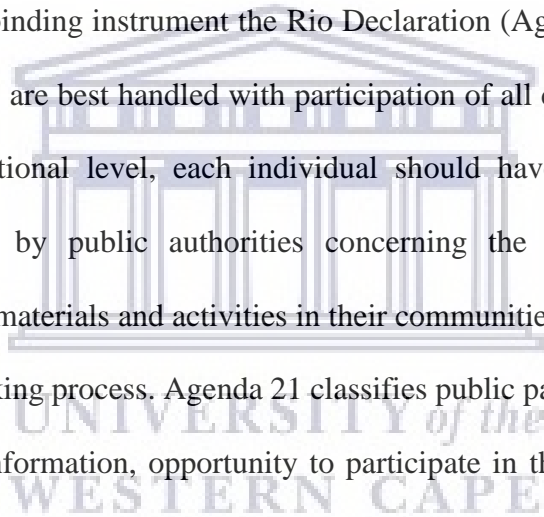 binding instrument the Rio Declaration (Ag
are best handled with participation of all
tional level, each individual should hav
by public authorities concerning the
materials and activities in their communitie
king process. Agenda 21 classifies public pa
UNIVERSITY of the
nformation, opportunity to participate in th
WESTERN CAPE